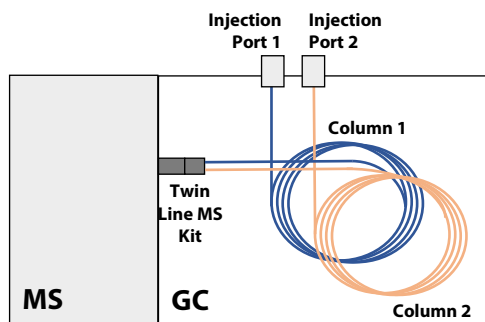 Injection
Port 1
Injection
Port 2
Column 1
Twin
Line MS
Kit
MS
GC
Column 2